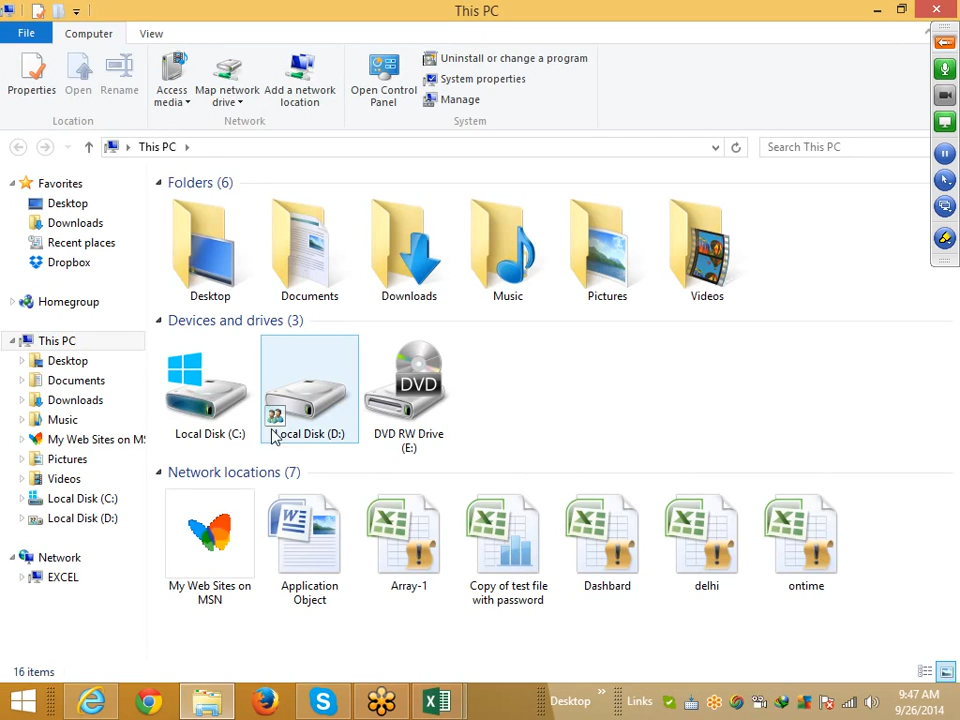 This PC
File
Computer
View
Properties
Open
Rename
Access media
Map network drive
Add a network location
Open Control Panel
Uninstall or change a program
System properties
Manage
Location
Network
System
This PC
Search This PC
Favorites
Desktop
Downloads
Recent places
Dropbox
Homegroup
This PC
Desktop
Documents
Downloads
Music
My Web Sites on MS
Pictures
Videos
Local Disk (C:)
Local Disk (D:)
Network
EXCEL
Folders (6)
Desktop
Documents
Downloads
Music
Pictures
Videos
Devices and drives (3)
Local Disk (C:)
Local Disk (D:)
DVD
DVD RW Drive
(E:)
Network locations (7)
My Web Sites on
MSN
Application
Object
Array-1
Copy of test file
with password
Dashbard
delhi
ontime
16 items
Desktop
Links
9:47 AM
9/26/2014